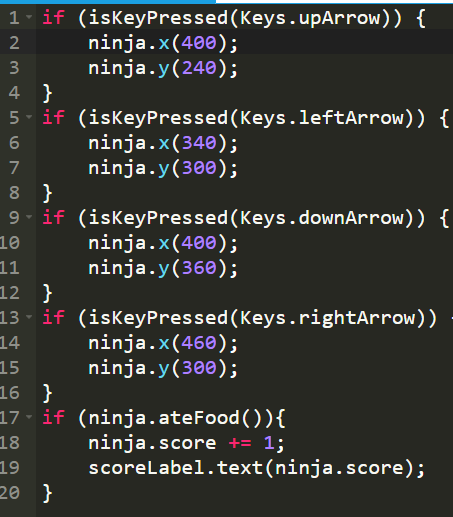 1 if (isKeyPressed(Keys.upArrow)) {
2     ninja.x(400);
3     ninja.y(240);
4 }
5 if (isKeyPressed(Keys.leftArrow)) {
6     ninja.x(340);
7     ninja.y(300);
8 }
9 if (isKeyPressed(Keys.downArrow)) {
10     ninja.x(400);
11     ninja.y(360);
12 }
13 if (isKeyPressed(Keys.rightArrow))
14     ninja.x(460);
15     ninja.y(300);
16 }
17 if (ninja.ateFood()){
18     ninja.score += 1;
19     scoreLabel.text(ninja.score);
20 }